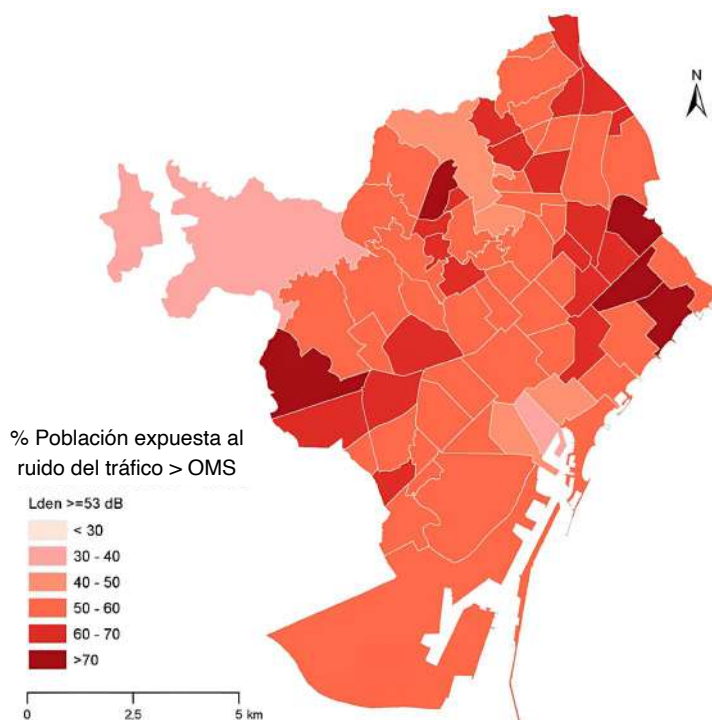 N
% Población expuesta al
ruido del tráfico > OMS
Lden >=53 dB
< 30
30 - 40
40 - 50
50 - 60
60 - 70
>70
0 2.5 5 km